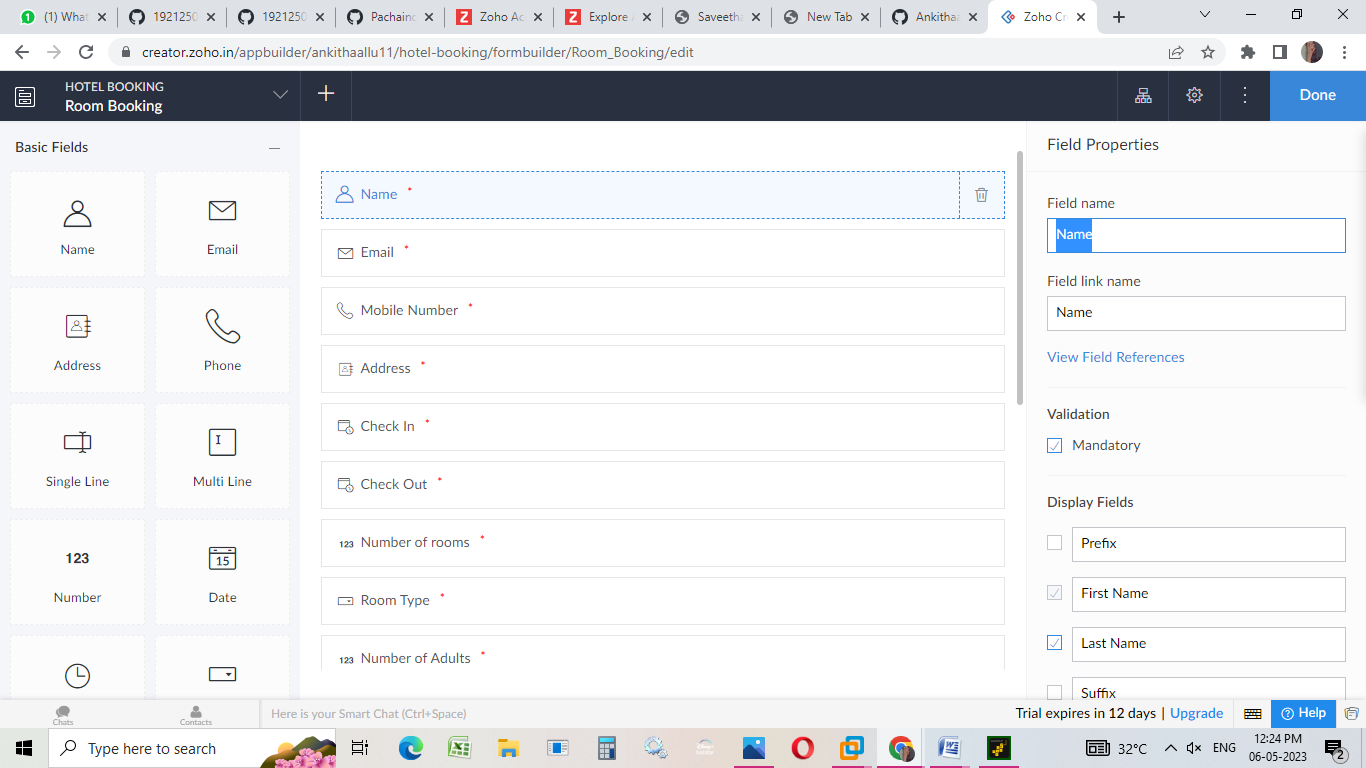 (1) What
1921250
1921250
Pachain
Zoho Ac
Explore
Saveeth
New Tab
Ankitha
Zoho Cr
creator.zoho.in/appbuilder/ankithaallu11/hotel-booking/formbuilder/Room_Booking/edit
HOTEL BOOKING
Room Booking
Done
Basic Fields
Name
Email
Address
Phone
Single Line
Multi Line
123
Number
15
Date
Name *
Email *
Mobile Number *
Address *
Check In *
Check Out *
123 Number of rooms *
Room Type *
123 Number of Adults *
Field Properties
Field name
Name
Field link name
Name
View Field References
Validation
Mandatory
Display Fields
Prefix
First Name
Last Name
Suffix
Chats
Contacts
Here is your Smart Chat (Ctrl+Space)
Trial expires in 12 days | Upgrade
Help
Type here to search
32°C
ENG
12:24 PM
06-05-2023
2